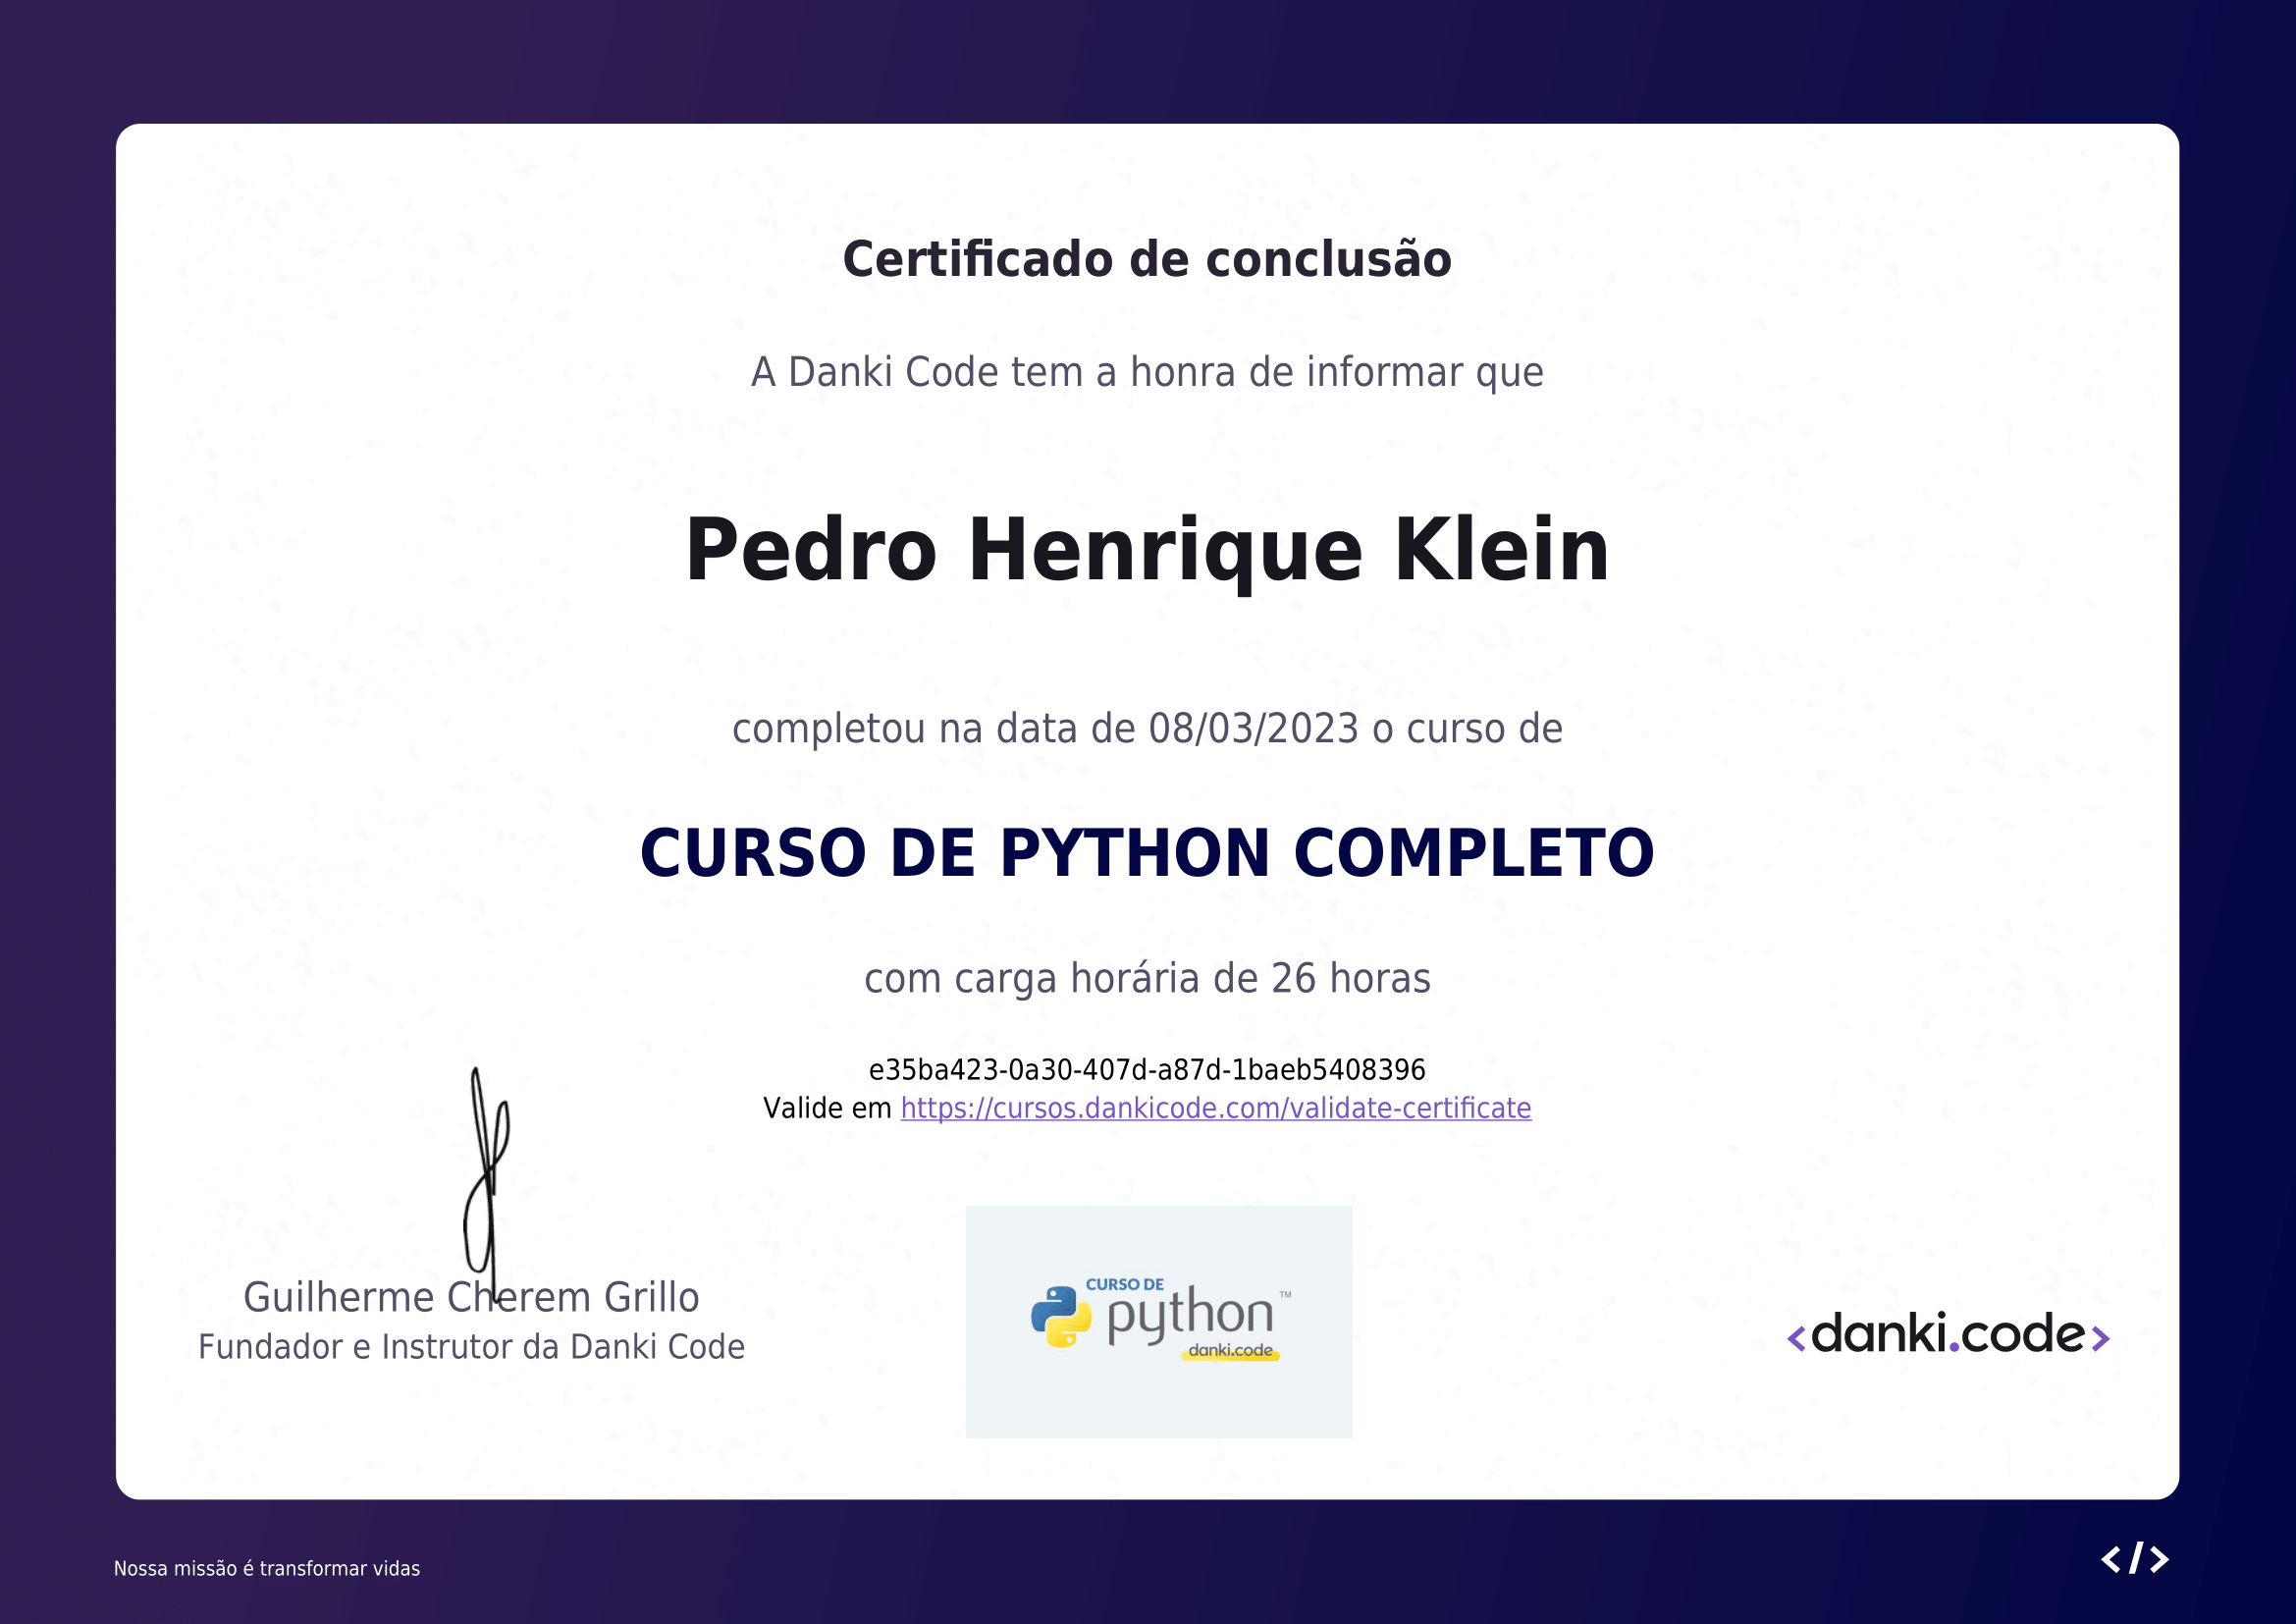 Certificado de conclusão
A Danki Code tem a honra de informar que
Pedro Henrique Klein
completou na data de 08/03/2023 o curso de
CURSO DE PYTHON COMPLETO
com carga horária de 26 horas
e35ba423-0a30-407d-a87d-1baeb5408396
Valide em https://cursos.dankicode.com/validate-certificate
Guilherme Cherem Grillo
Fundador e Instrutor da Danki Code
CURSO DE
python ™
danki.code
<danki.code>
Nossa missão é transformar vidas
</>